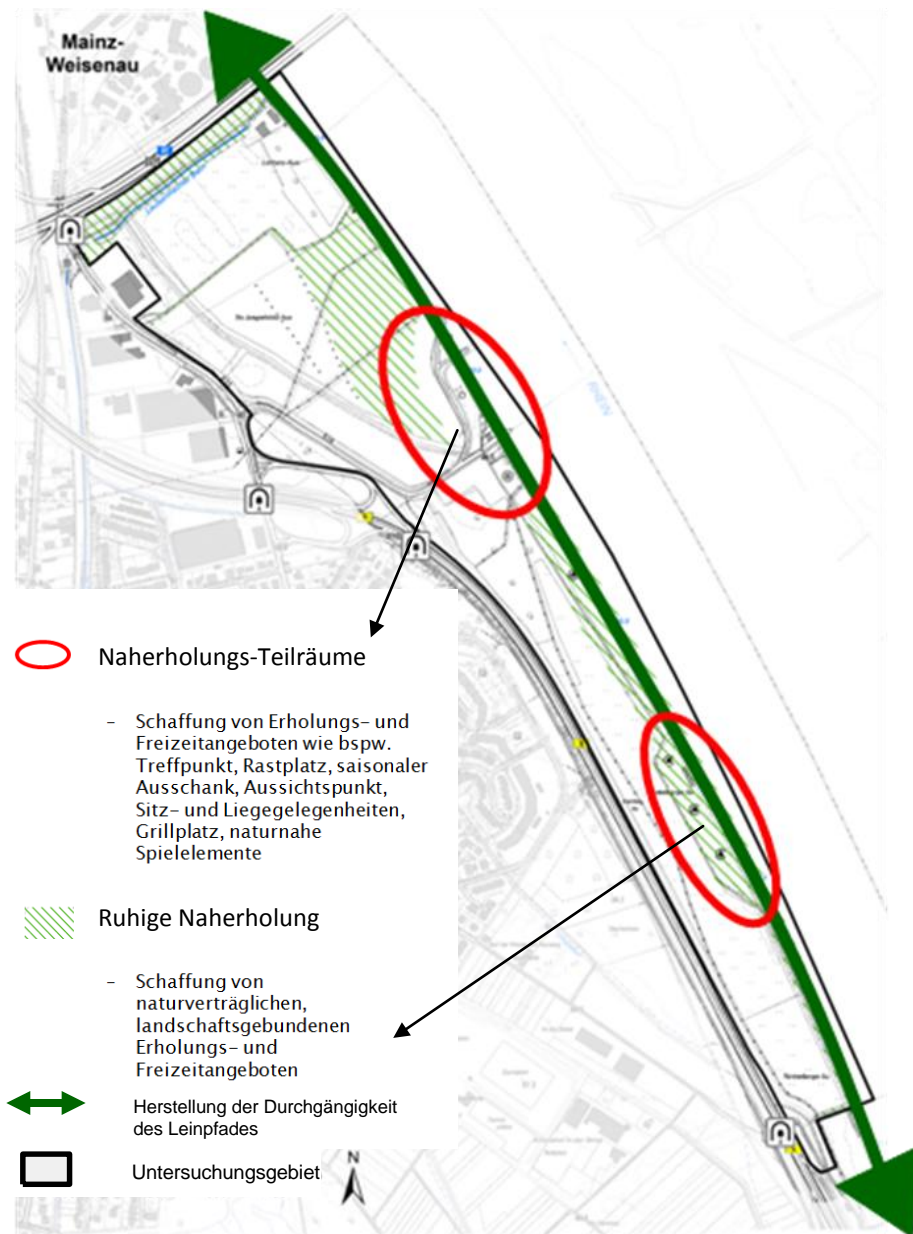 Mainz-
Weisenau
Rhein
Naherholungs-Teilräume
- Schaffung von Erholungs- und
Freizeitangeboten wie bspw.
Treffpunkt, Rastplatz, saisonaler
Ausschank, Aussichtspunkt,
Sitz- und Liegegelegenheiten,
Grillplatz, naturnahe
Spielelemente
Ruhige Naherholung
- Schaffung von
naturverträglichen,
landschaftsgebundenen
Erholungs- und
Freizeitangeboten
Herstellung der Durchgängigkeit
des Leinpfades
Untersuchungsgebiet
N